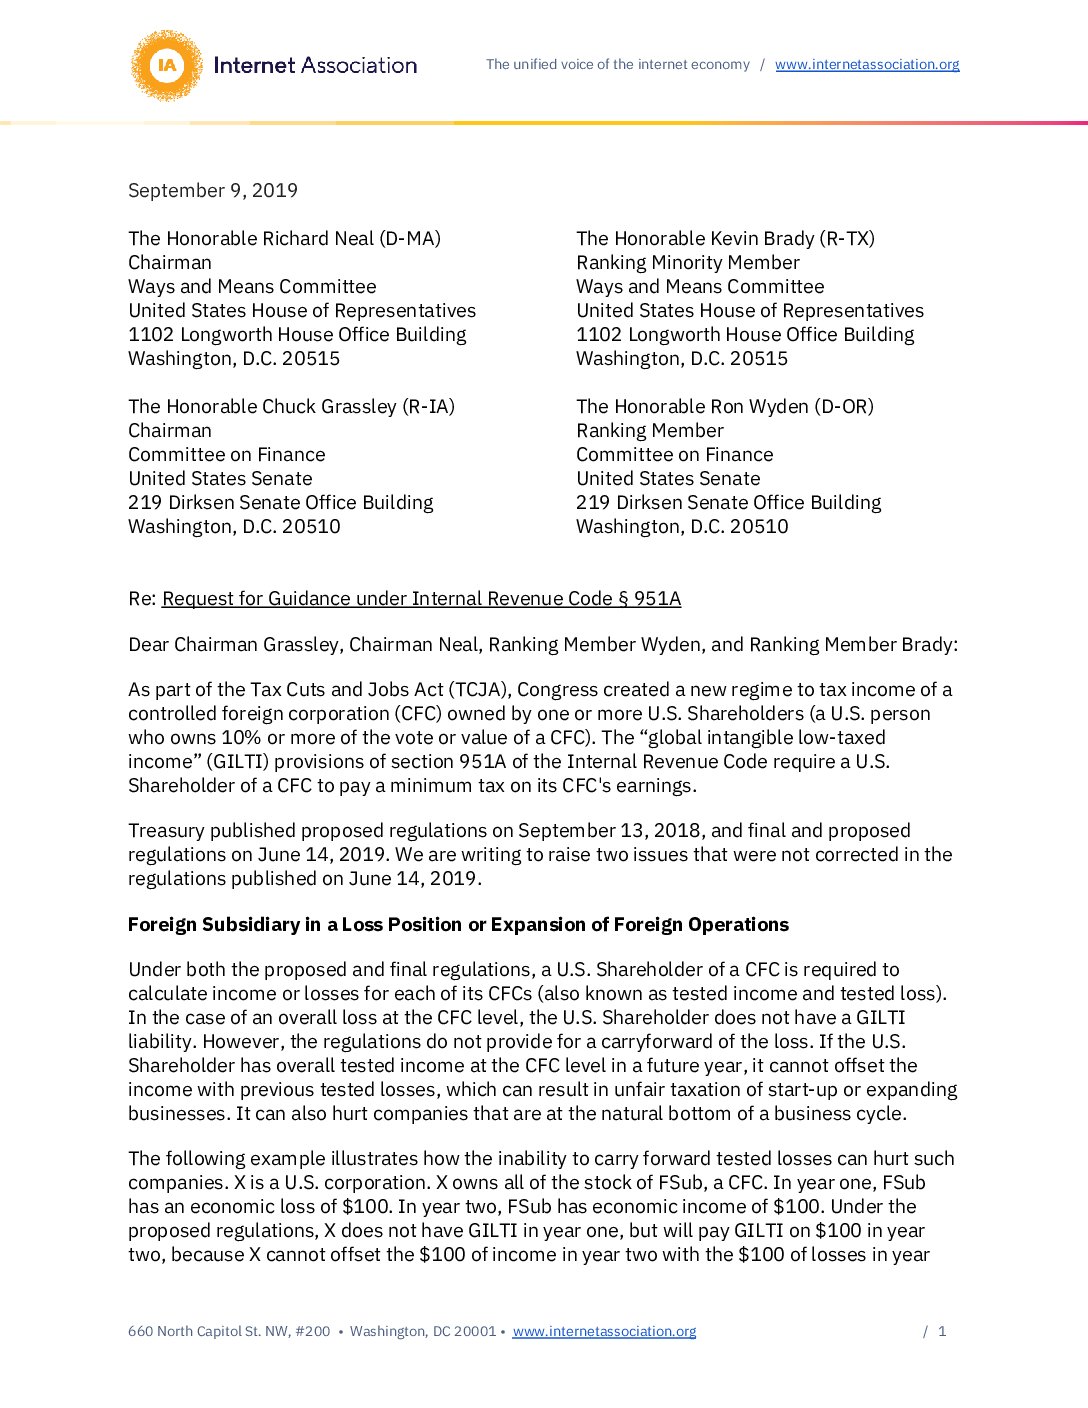 IA Internet Association
The unified voice of the internet economy / www.internetassociation.org
September 9, 2019
The Honorable Richard Neal (D-MA)
Chairman
Ways and Means Committee
United States House of Representatives
1102 Longworth House Office Building
Washington, D.C. 20515
The Honorable Kevin Brady (R-TX)
Ranking Minority Member
Ways and Means Committee
United States House of Representatives
1102 Longworth House Office Building
Washington, D.C. 20515
The Honorable Chuck Grassley (R-IA)
Chairman
Committee on Finance
United States Senate
219 Dirksen Senate Office Building
Washington, D.C. 20510
The Honorable Ron Wyden (D-OR)
Ranking Member
Committee on Finance
United States Senate
219 Dirksen Senate Office Building
Washington, D.C. 20510
Re: Request for Guidance under Internal Revenue Code § 951A
Dear Chairman Grassley, Chairman Neal, Ranking Member Wyden, and Ranking Member Brady:
As part of the Tax Cuts and Jobs Act (TCJA), Congress created a new regime to tax income of a
controlled foreign corporation (CFC) owned by one or more U.S. Shareholders (a U.S. person
who owns 10% or more of the vote or value of a CFC). The “global intangible low-taxed
income” (GILTI) provisions of section 951A of the Internal Revenue Code require a U.S.
Shareholder of a CFC to pay a minimum tax on its CFC's earnings.
Treasury published proposed regulations on September 13, 2018, and final and proposed
regulations on June 14, 2019. We are writing to raise two issues that were not corrected in the
regulations published on June 14, 2019.
Foreign Subsidiary in a Loss Position or Expansion of Foreign Operations
Under both the proposed and final regulations, a U.S. Shareholder of a CFC is required to
calculate income or losses for each of its CFCs (also known as tested income and tested loss).
In the case of an overall loss at the CFC level, the U.S. Shareholder does not have a GILTI
liability. However, the regulations do not provide for a carryforward of the loss. If the U.S.
Shareholder has overall tested income at the CFC level in a future year, it cannot offset the
income with previous tested losses, which can result in unfair taxation of start-up or expanding
businesses. It can also hurt companies that are at the natural bottom of a business cycle.
The following example illustrates how the inability to carry forward tested losses can hurt such
companies. X is a U.S. corporation. X owns all of the stock of FSub, a CFC. In year one, FSub
has an economic loss of $100. In year two, FSub has economic income of $100. Under the
proposed regulations, X does not have GILTI in year one, but will pay GILTI on $100 in year
two, because X cannot offset the $100 of income in year two with the $100 of losses in year
660 North Capitol St. NW, #200 • Washington, DC 20001 • www.internetassociation.org / 1